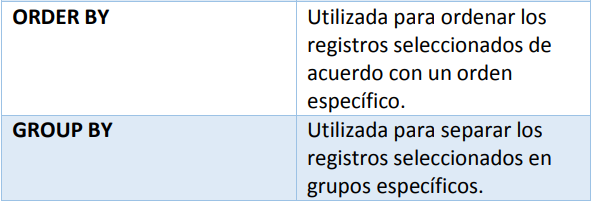 ORDER BY
Utilizada para ordenar los
registros seleccionados de
acuerdo con un orden
específico.
GROUP BY
Utilizada para separar los
registros seleccionados en
grupos específicos.